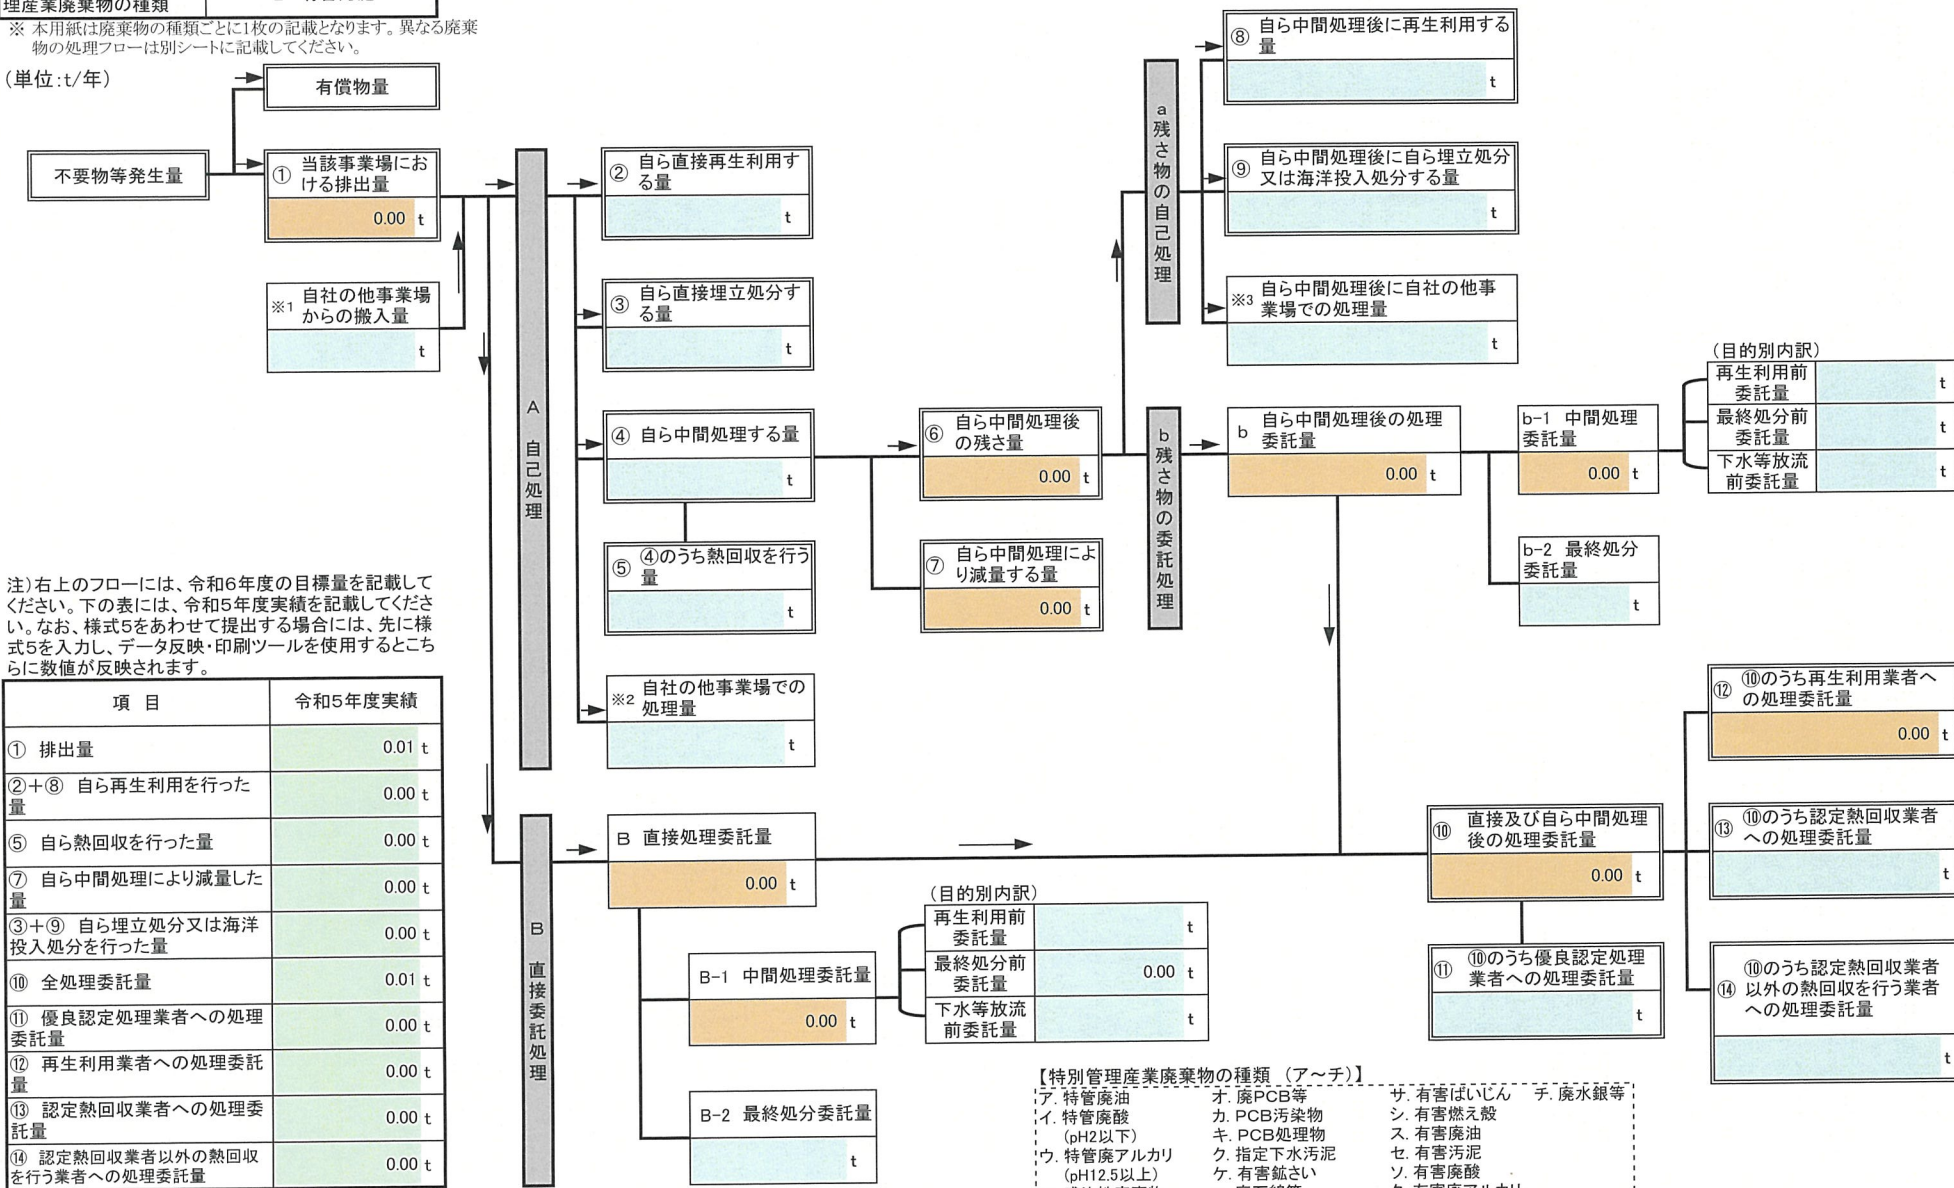 理産業廃棄物の種類
※ 本用紙は廃棄物の種類ごとに1枚の記載となります。異なる廃棄
物の処理フローは別シートに記載してください。
(単位:t/年)
有償物量
不要物等発生量
① 当該事業場にお
ける排出量
0.00 t
※1 自社の他事業場
からの搬入量
t
A 自己処理
② 自ら直接再生利用す
る量
t
③ 自ら直接埋立処分す
る量
t
④ 自ら中間処理する量
t
⑤ ④のうち熱回収を行う
量
t
※2 自社の他事業場での
処理量
t
⑥ 自ら中間処理後
の残さ量
0.00 t
⑦ 自ら中間処理によ
り減量する量
0.00 t
a 残さ物の自己処理
⑧ 自ら中間処理後に再生利用する
量
t
⑨ 自ら中間処理後に自ら埋立処分
又は海洋投入処分する量
t
※3 自ら中間処理後に自社の他事
業場での処理量
t
b 残さ物の委託処理
b 自ら中間処理後の処理
委託量
0.00 t
b-1 中間処理
委託量
0.00 t
(目的別内訳)
再生利用前
委託量
t
最終処分前
委託量
t
下水等放流
前委託量
t
b-2 最終処分
委託量
t
注)右上のフローには、令和6年度の目標量を記載して
ください。下の表には、令和5年度実績を記載してくださ
い。なお、様式5をあわせて提出する場合には、先に様
式5を入力し、データ反映・印刷ツールを使用するとこち
らに数値が反映されます。
項 目 令和5年度実績
① 排出量 0.01 t
②+⑧ 自ら再生利用を行った
量 0.00 t
⑤ 自ら熱回収を行った量 0.00 t
⑦ 自ら中間処理により減量した
量 0.00 t
③+⑨ 自ら埋立処分又は海洋
投入処分を行った量 0.00 t
⑩ 全処理委託量 0.01 t
⑪ 優良認定処理業者への処理
委託量 0.00 t
⑫ 再生利用業者への処理委託
量 0.00 t
⑬ 認定熱回収業者への処理委
託量 0.00 t
⑭ 認定熱回収業者以外の熱回収
を行う業者への処理委託量 0.00 t
B 直接委託処理
B 直接処理委託量
0.00 t
B-1 中間処理委託量
0.00 t
(目的別内訳)
再生利用前
委託量
t
最終処分前
委託量
0.00 t
下水等放流
前委託量
t
B-2 最終処分委託量
t
⑩ 直接及び自ら中間処理
後の処理委託量
0.00 t
⑪ ⑩のうち優良認定処理
業者への処理委託量
t
⑫ ⑩のうち再生利用業者へ
の処理委託量
0.00 t
⑬ ⑩のうち認定熱回収業者
への処理委託量
t
⑭ ⑩のうち認定熱回収業者
以外の熱回収を行う業者
への処理委託量
t
【特別管理産業廃棄物の種類 (ア～チ)】
ア. 特管廃油 オ. 廃PCB等 サ. 有害ばいじん チ. 廃水銀等
イ. 特管廃酸 カ. PCB汚染物 シ. 有害燃え殻
(pH2以下) キ. PCB処理物 ス. 有害廃油
ウ. 特管廃アルカリ ク. 指定下水汚泥 セ. 有害汚泥
(pH12.5以上) ケ. 有害鉱さい ソ. 有害廃酸